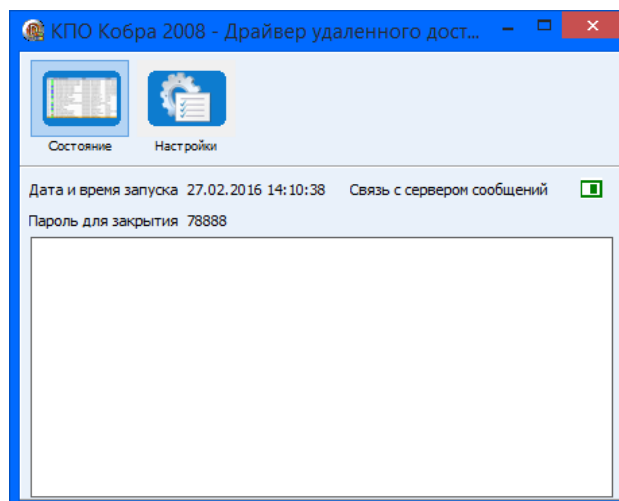 КПО Кобра 2008 - Драйвер удаленного дост...
Состояние Настройки
Дата и время запуска 27.02.2016 14:10:38 Связь с сервером сообщений
Пароль для закрытия 78888